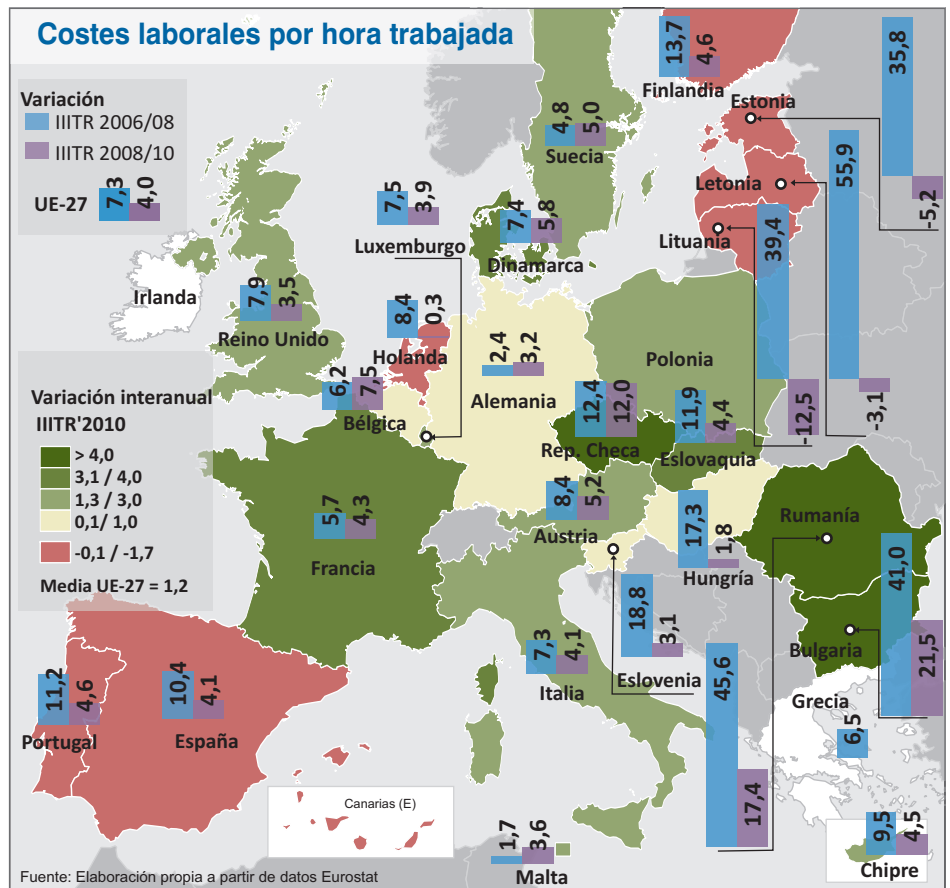 Costes laborales por hora trabajada
Variación
IIITR 2006/08
IIITR 2008/10
UE-27
7,3
4,0
13,7
4,6
Finlandia
35,8
-5,2
Estonia
4,8
5,0
Suecia
55,9
-3,1
Letonia
39,4
-12,5
Lituania
7,5
3,9
Luxemburgo
7,4
5,8
Dinamarca
Irlanda
7,9
3,5
Reino Unido
8,4
0,3
Holanda
2,4
3,2
Alemania
Polonia
6,2
7,5
Bélgica
12,4
12,0
Rep. Checa
11,9
4,4
Eslovaquia
Variación interanual
IIITR'2010
> 4,0
3,1 / 4,0
1,3 / 3,0
0,1/ 1,0
-0,1 / -1,7
Media UE-27 = 1,2
5,7
4,3
Francia
8,4
5,2
Austria
17,3
1,8
Hungría
Rumanía
45,6
17,4
18,8
3,1
Eslovenia
41,0
21,5
Bulgaria
7,3
4,1
Italia
11,2
4,6
Portugal
10,4
4,1
España
Grecia
6,5
Canarias (E)
1,7
3,6
Malta
9,5
4,5
Chipre
Fuente: Elaboración propia a partir de datos Eurostat